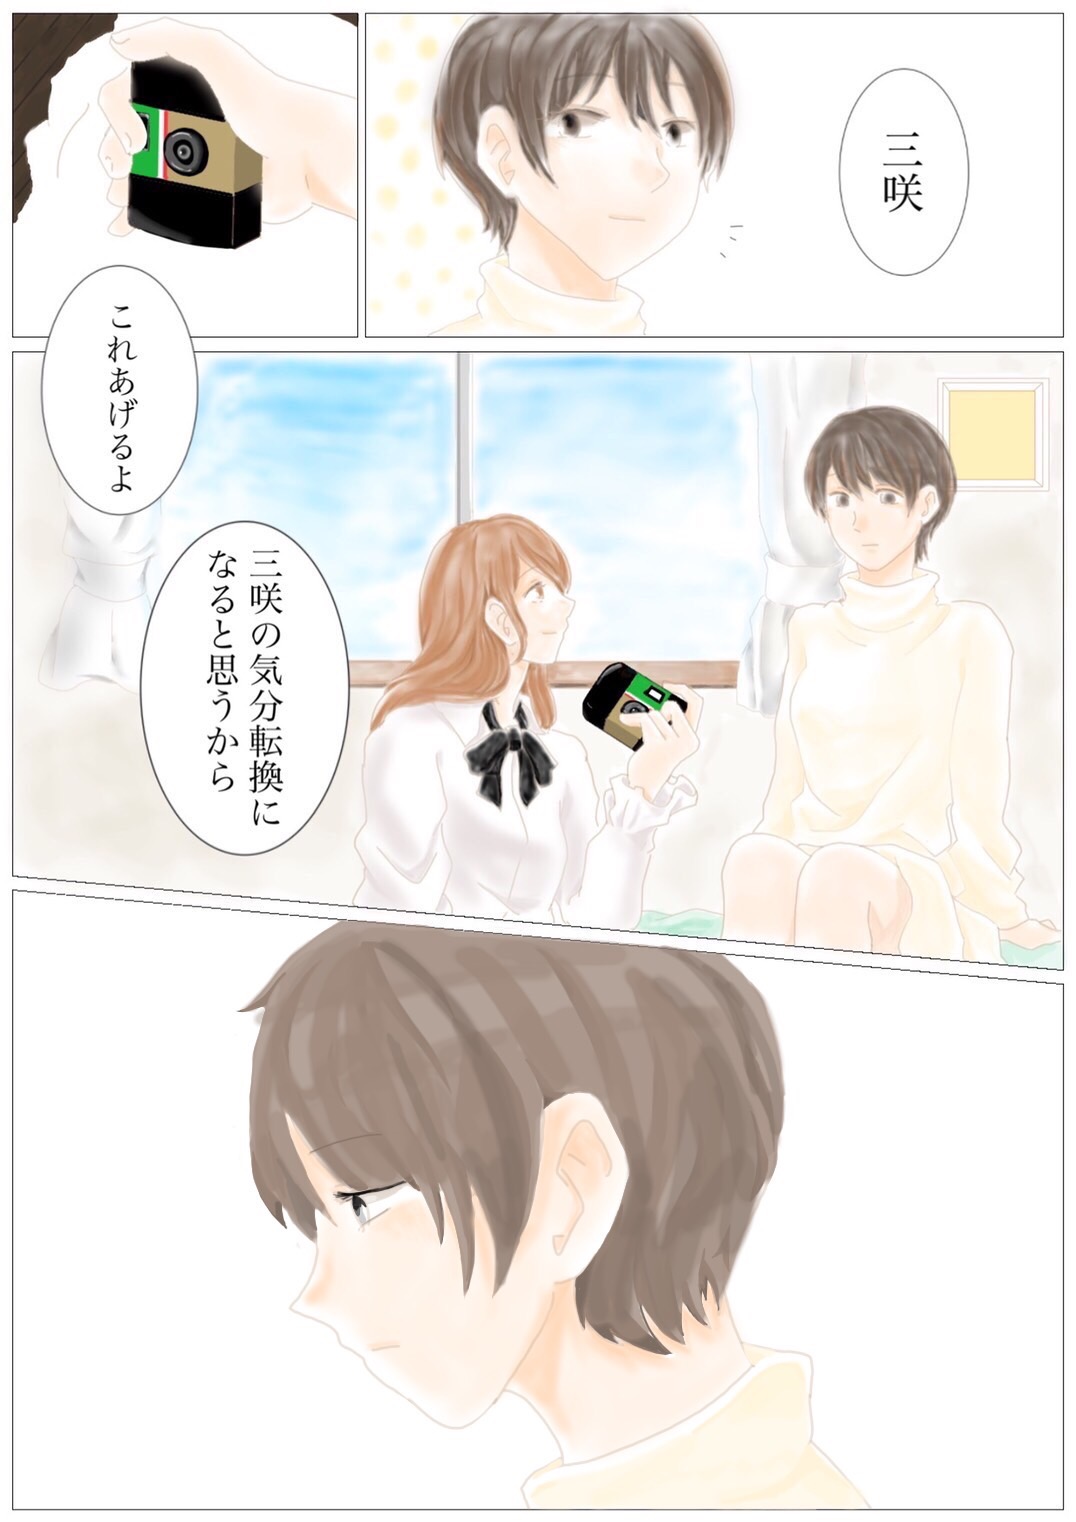 三咲
これあげるよ
三咲の気分転換に
なると思うから